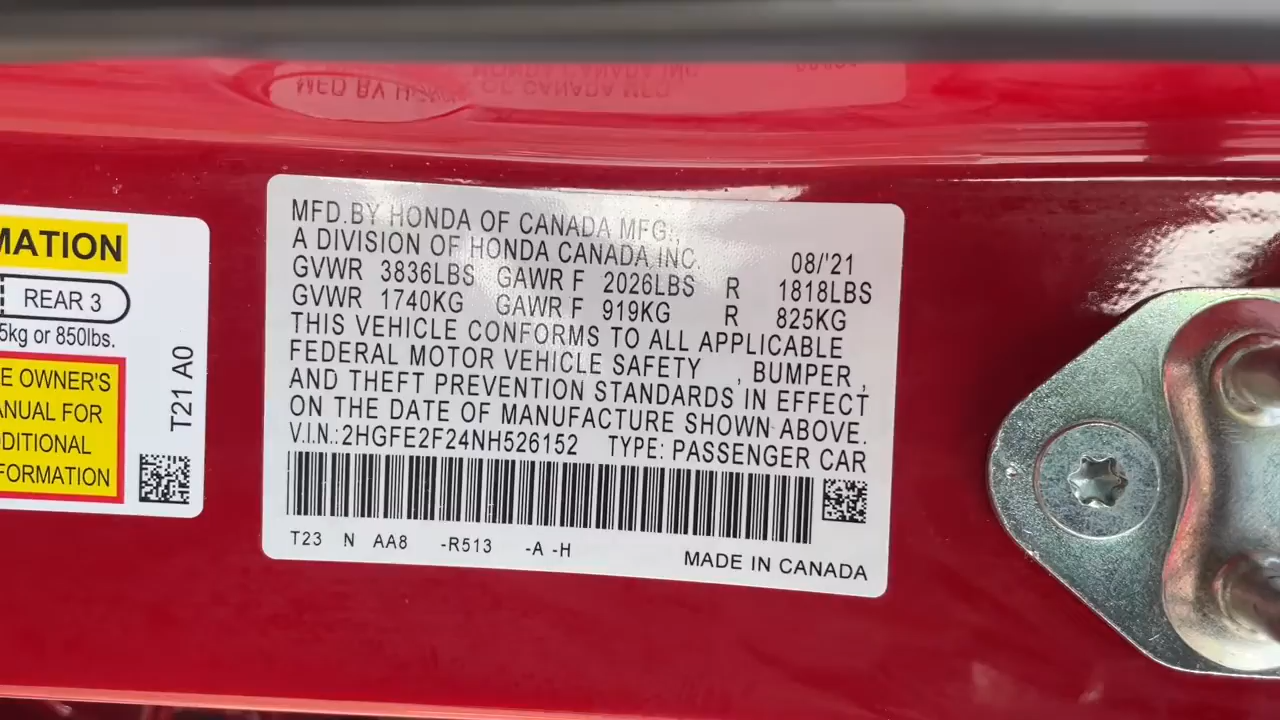 MATION
REAR 3
5kg or 850lbs.
E OWNER'S
ANUAL FOR
DITIONAL
FORMATION
T21 A0
MFD.BY HONDA OF CANADA MFG.,
A DIVISION OF HONDA CANADA INC. 08/'21
GVWR 3836LBS GAWR F 2026LBS R 1818LBS
GVWR 1740KG GAWR F 919KG R 825KG
THIS VEHICLE CONFORMS TO ALL APPLICABLE
FEDERAL MOTOR VEHICLE SAFETY , BUMPER ,
AND THEFT PREVENTION STANDARDS IN EFFECT
ON THE DATE OF MANUFACTURE SHOWN ABOVE.
V.I.N.:2HGFE2F24NH526152 TYPE: PASSENGER CAR
T23 N AA8 -R513 -A -H
MADE IN CANADA